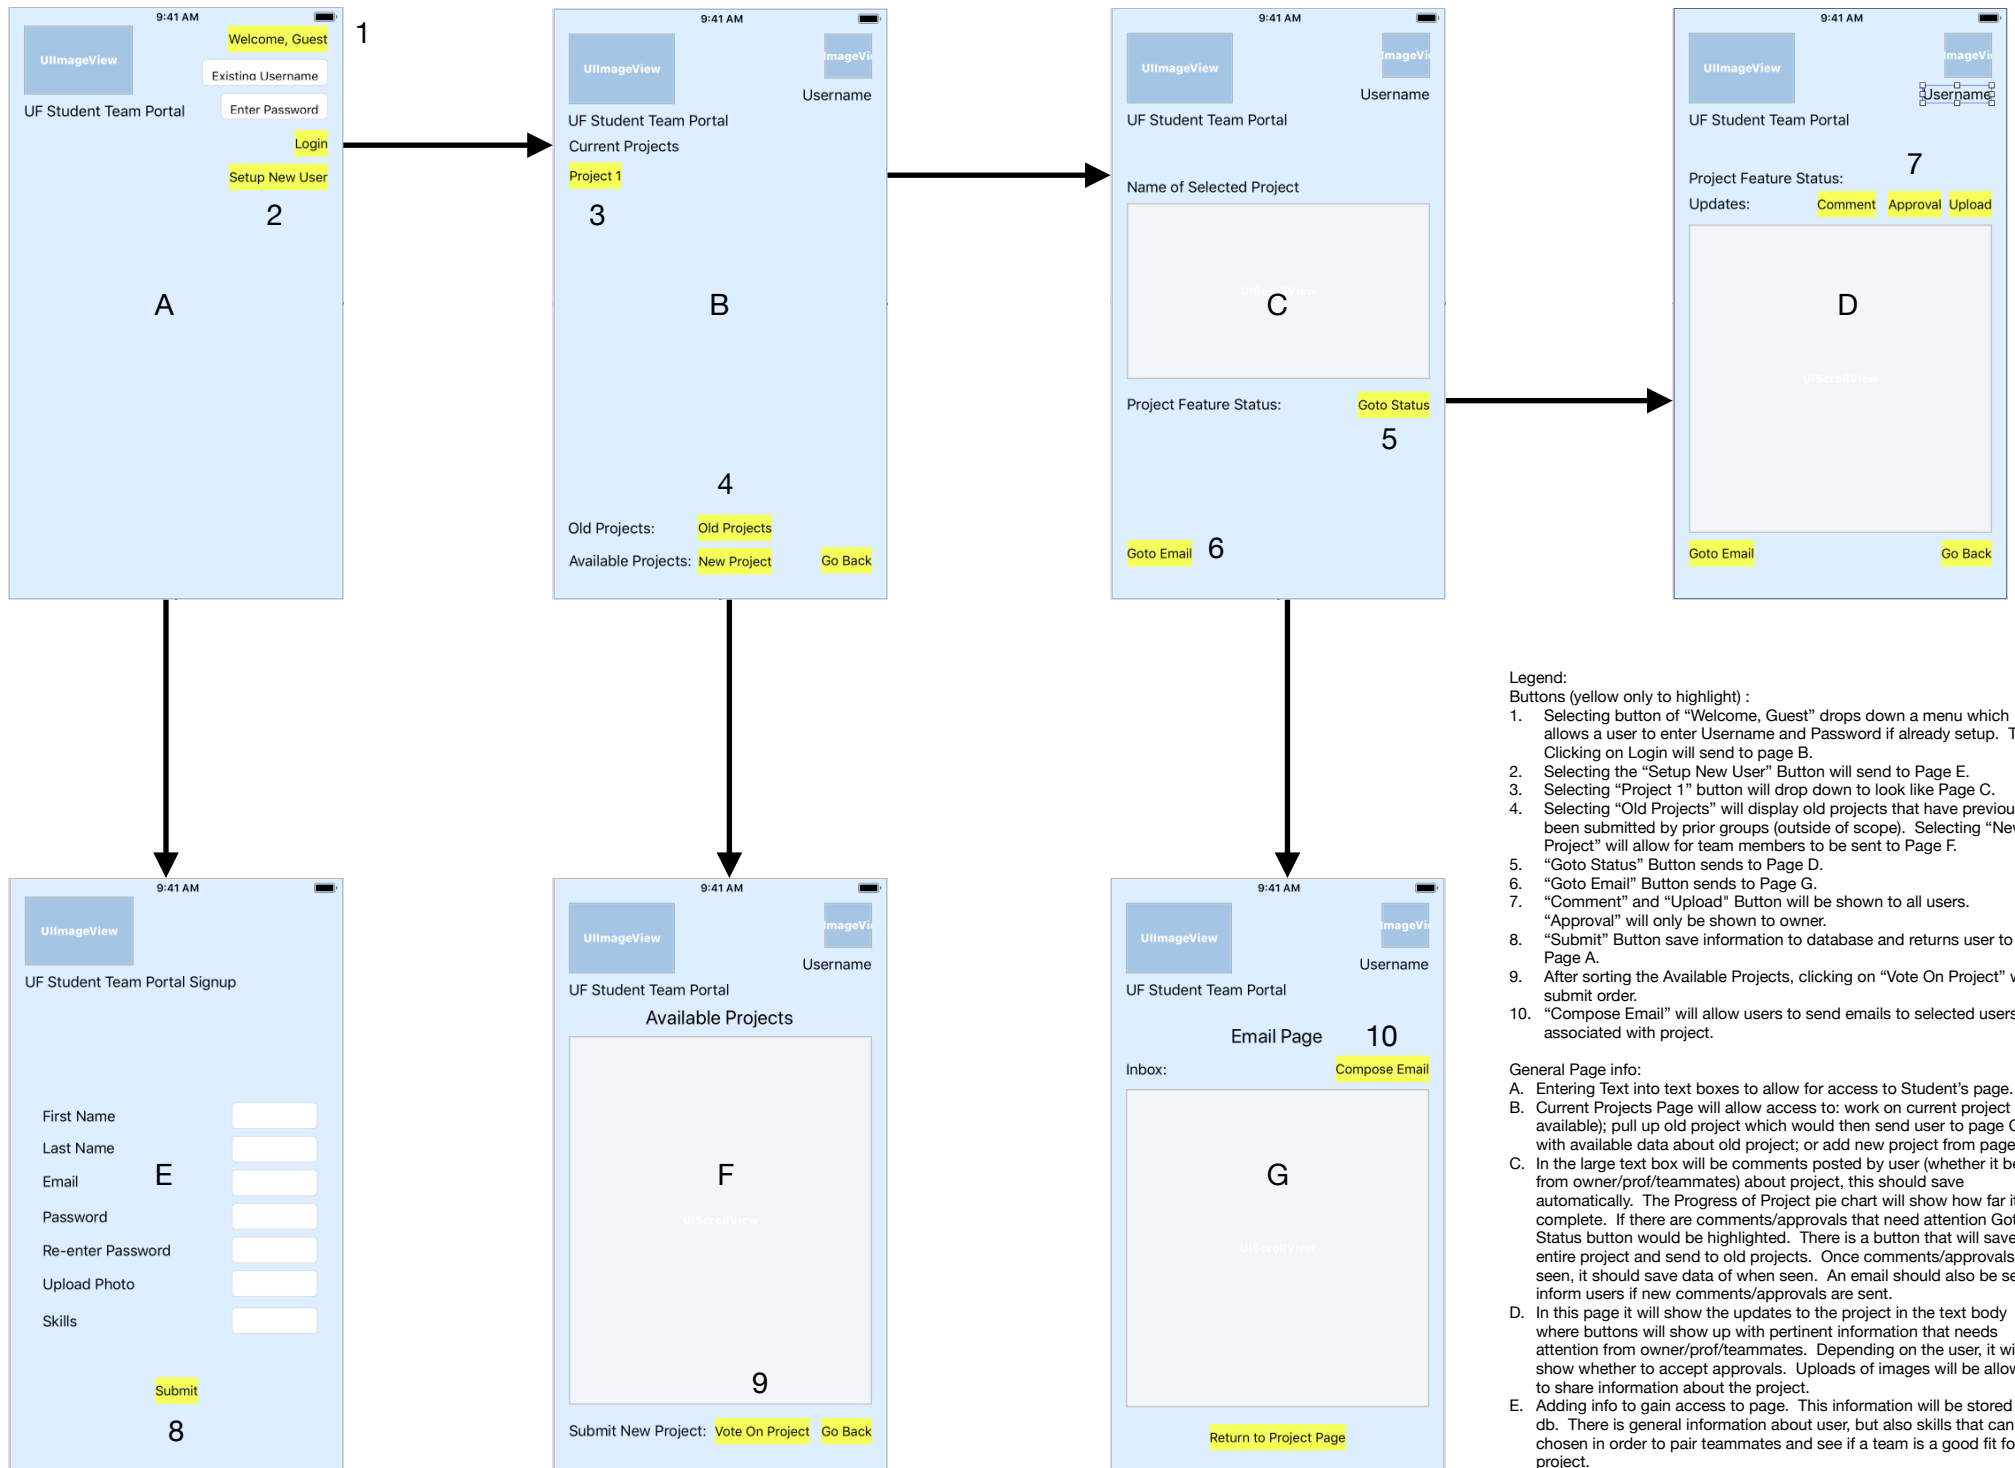 9:41 AM
UIImageView
Welcome, Guest
1
Existing Username
Enter Password
UF Student Team Portal
Login
Setup New User
2
A
9:41 AM
UIImageView
ImageVi
Username
UF Student Team Portal
Current Projects
Project 1
3
B
4
Old Projects: Old Projects
Available Projects: New Project Go Back
9:41 AM
UIImageView
ImageVi
Username
UF Student Team Portal
Name of Selected Project
UIScrollView
C
Project Feature Status: Goto Status
5
Goto Email 6
9:41 AM
UIImageView
ImageVi
Username
UF Student Team Portal
7
Project Feature Status:
Updates: Comment Approval Upload
D
UIScrollView
Goto Email Go Back
9:41 AM
UIImageView
UF Student Team Portal Signup
First Name
Last Name
Email
E
Password
Re-enter Password
Upload Photo
Skills
Submit
8
9:41 AM
UIImageView
ImageVi
Username
UF Student Team Portal
Available Projects
F
UIScrollView
9
Submit New Project: Vote On Project Go Back
9:41 AM
UIImageView
ImageVi
Username
UF Student Team Portal
Email Page 10
Inbox: Compose Email
G
UIScrollView
Return to Project Page
Legend:
Buttons (yellow only to highlight) :
1. Selecting button of “Welcome, Guest” drops down a menu which
allows a user to enter Username and Password if already setup.
Clicking on Login will send to page B.
2. Selecting the “Setup New User” Button will send to Page E.
3. Selecting “Project 1” button will drop down to look like Page C.
4. Selecting “Old Projects” will display old projects that have previou
been submitted by prior groups (outside of scope). Selecting “Ne
Project” will allow for team members to be sent to Page F.
5. “Goto Status” Button sends to Page D.
6. “Goto Email” Button sends to Page G.
7. “Comment” and “Upload" Button will be shown to all users.
“Approval” will only be shown to owner.
8. “Submit” Button save information to database and returns user to
Page A.
9. After sorting the Available Projects, clicking on “Vote On Project”
submit order.
10. “Compose Email” will allow users to send emails to selected users
associated with project.
General Page info:
A. Entering Text into text boxes to allow for access to Student’s page.
B. Current Projects Page will allow access to: work on current project
available); pull up old project which would then send user to page
with available data about old project; or add new project from page
C. In the large text box will be comments posted by user (whether it be
from owner/prof/teammates) about project, this should save
automatically. The Progress of Project pie chart will show how far i
complete. If there are comments/approvals that need attention Got
Status button would be highlighted. There is a button that will save
entire project and send to old projects. Once comments/approvals
seen, it should save data of when seen. An email should also be se
inform users if new comments/approvals are sent.
D. In this page it will show the updates to the project in the text body
where buttons will show up with pertinent information that needs
attention from owner/prof/teammates. Depending on the user, it wi
show whether to accept approvals. Uploads of images will be allow
to share information about the project.
E. Adding info to gain access to page. This information will be stored
db. There is general information about user, but also skills that can
chosen in order to pair teammates and see if a team is a good fit fo
project.